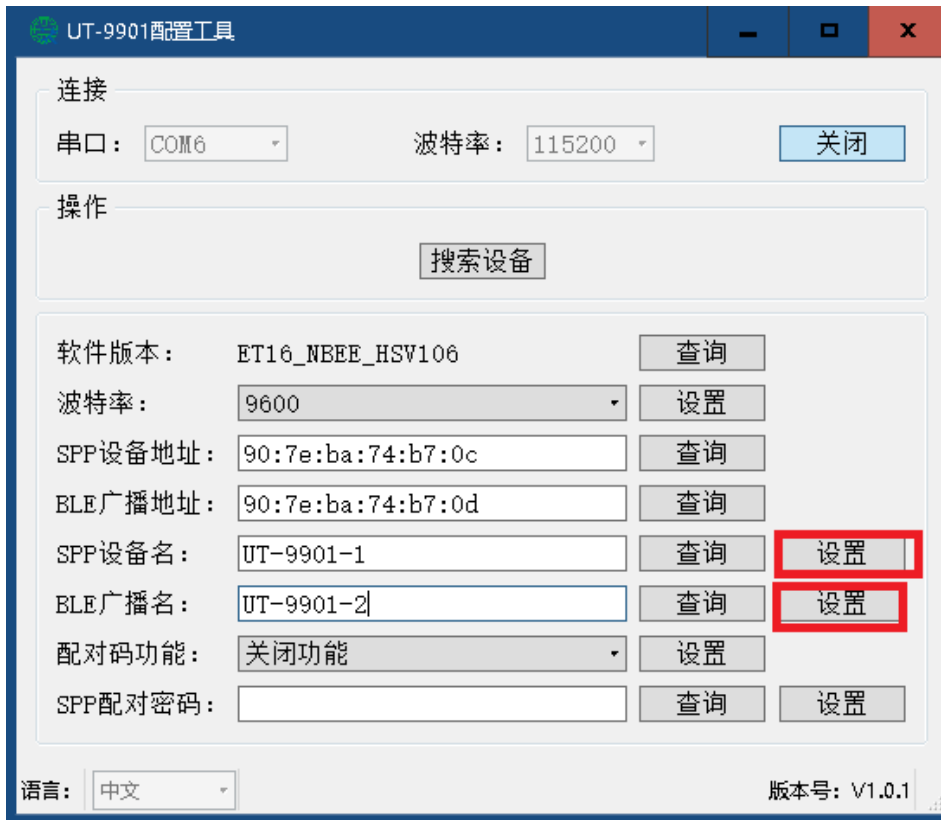 UT-9901配置工具
连接
串口： COM6 波特率： 115200 关闭
操作
搜索设备
软件版本： ET16_NBEE_HSV106 查询
波特率： 9600 设置
SPP设备地址： 90:7e:ba:74:b7:0c 查询
BLE广播地址： 90:7e:ba:74:b7:0d 查询
SPP设备名： UT-9901-1 查询 设置
BLE广播名： UT-9901-2 查询 设置
配对码功能： 关闭功能 设置
SPP配对密码： 查询 设置
语言： 中文 版本号： V1.0.1